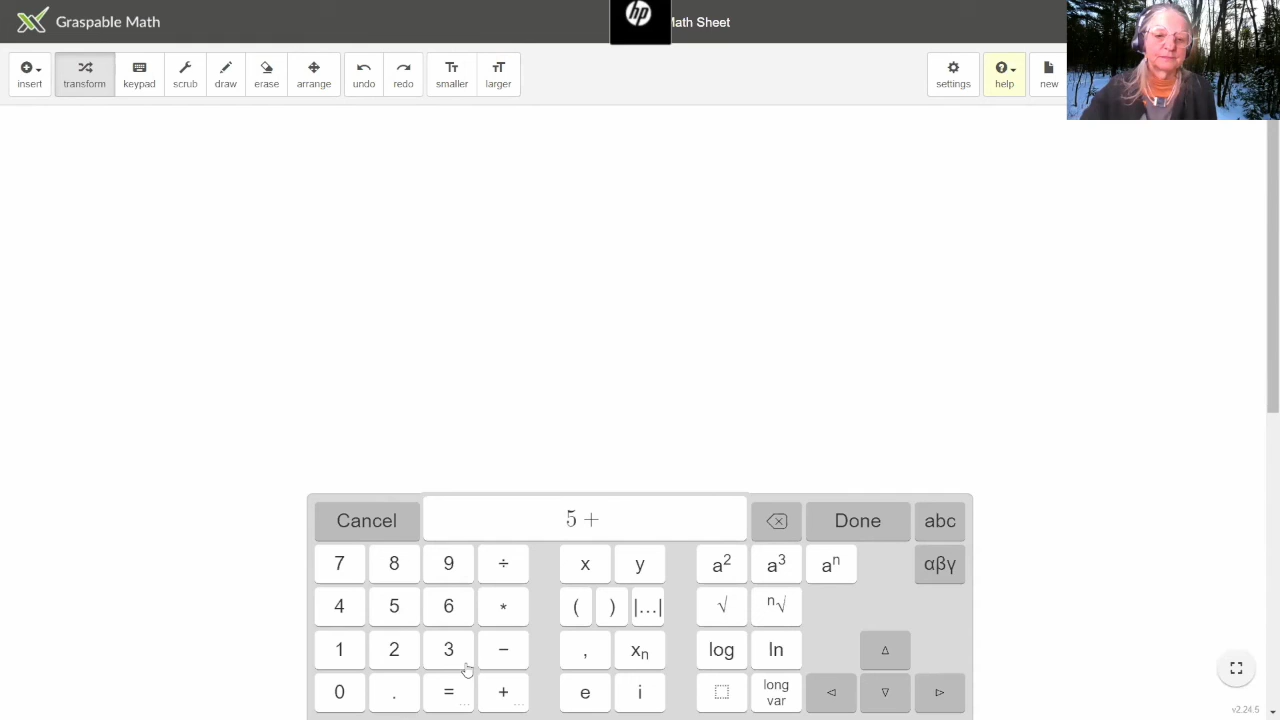 Graspable Math
hp
Math Sheet
insert transform keypad scrub draw erase arrange undo redo smaller larger settings help new
5 +
Cancel Done abc
7 8 9 ÷ x y a² a³ aⁿ αβγ
4 5 6 * ( ) |...| √ ⁿ√
1 2 3 − , xₙ log ln
0 . = + e i long var
v2.24.5